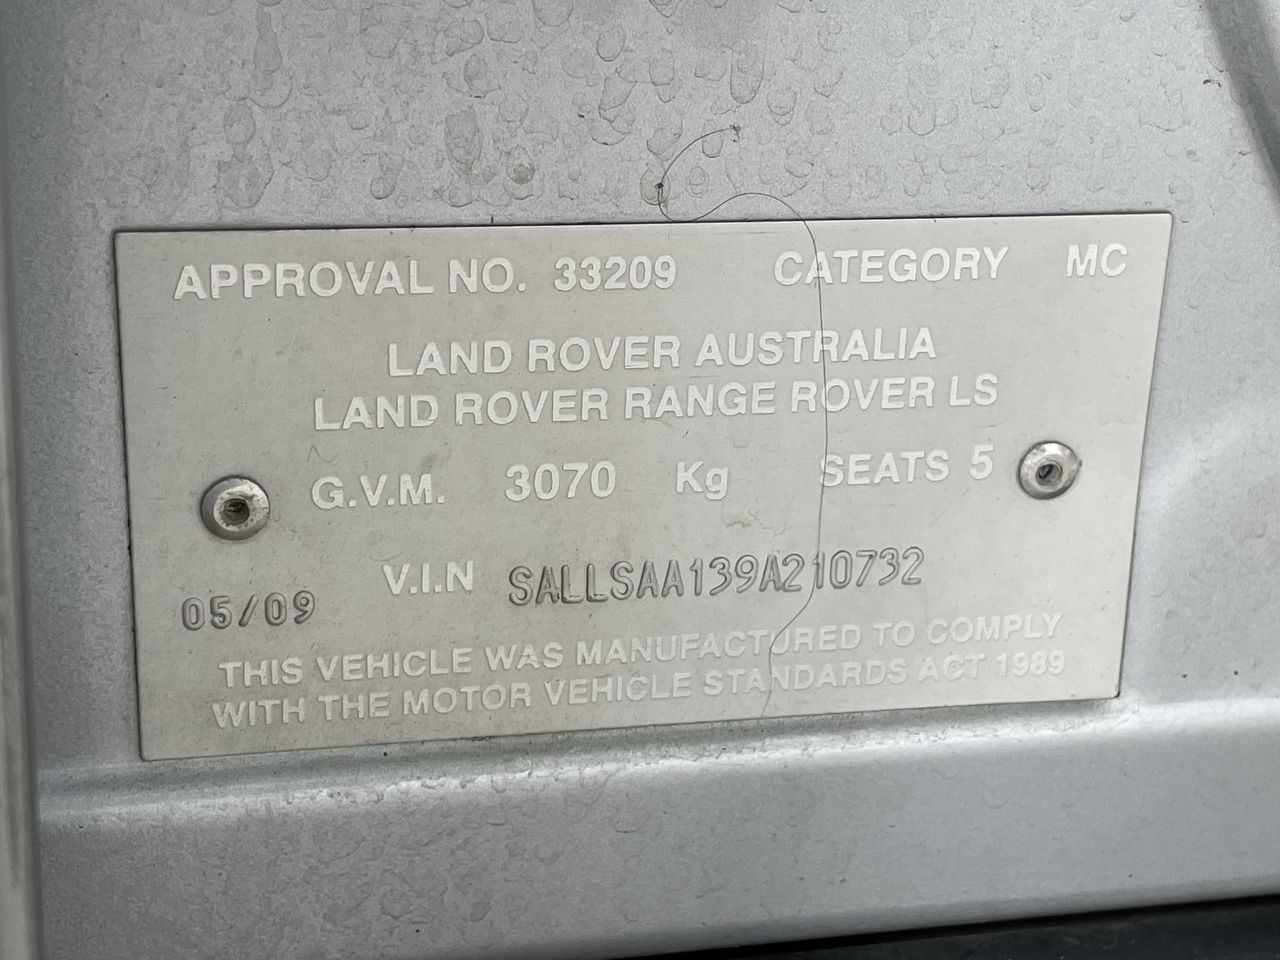 APPROVAL NO. 33209 CATEGORY MC
LAND ROVER AUSTRALIA
LAND ROVER RANGE ROVER LS
G.V.M. 3070 Kg SEATS 5
05/09 V.I.N SALLSAA139A210732
THIS VEHICLE WAS MANUFACTURED TO COMPLY
WITH THE MOTOR VEHICLE STANDARDS ACT 1989